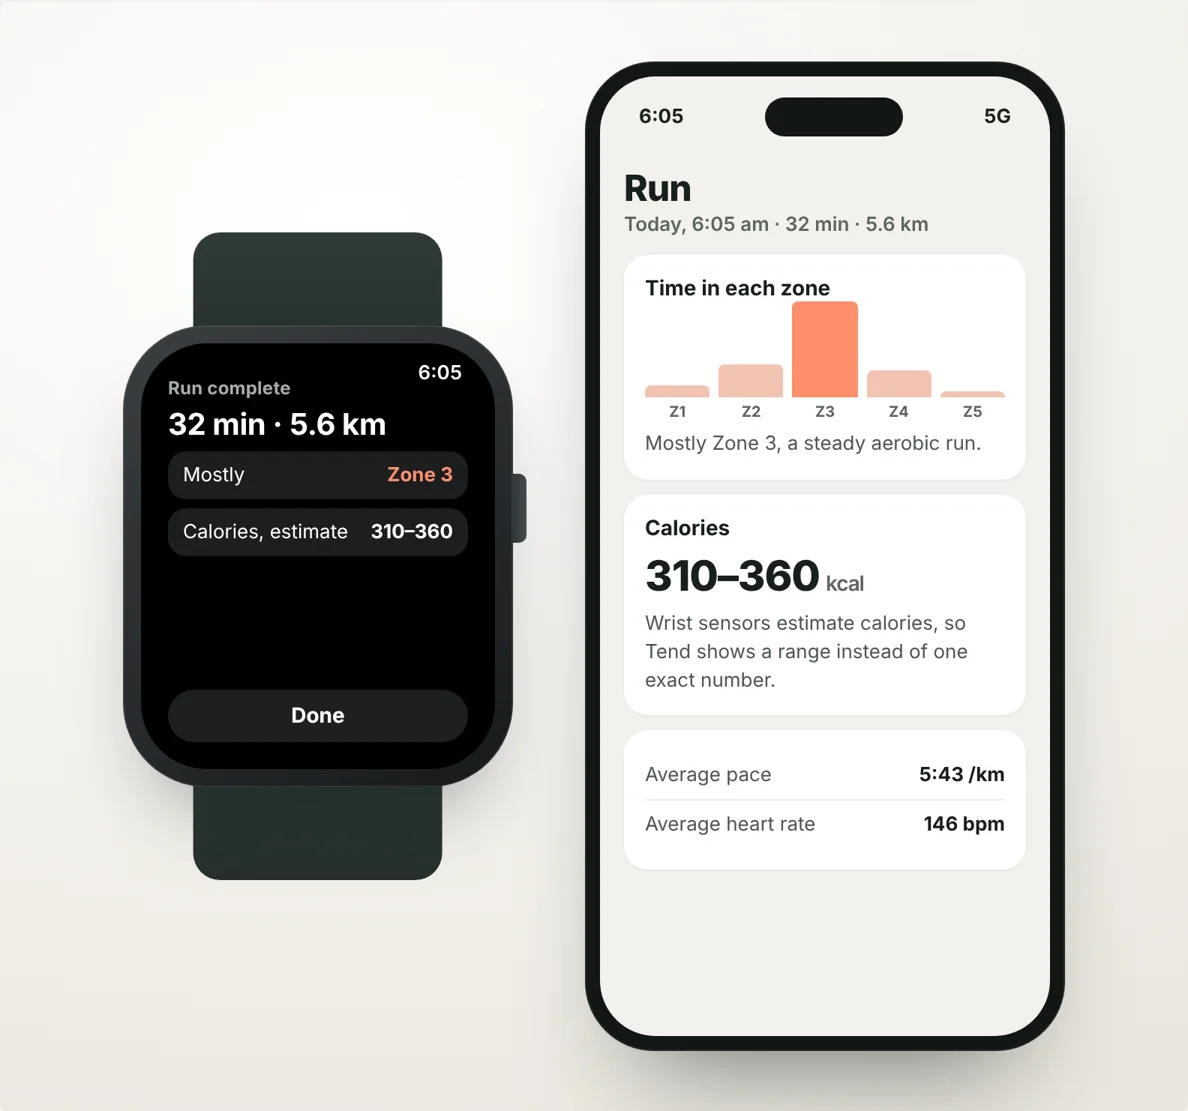 6:05
Run complete
32 min · 5.6 km
Mostly Zone 3
Calories, estimate 310–360
Done
6:05 5G
Run
Today, 6:05 am · 32 min · 5.6 km
Time in each zone
Z1 Z2 Z3 Z4 Z5
Mostly Zone 3, a steady aerobic run.
Calories
310–360 kcal
Wrist sensors estimate calories, so
Tend shows a range instead of one
exact number.
Average pace 5:43 /km
Average heart rate 146 bpm